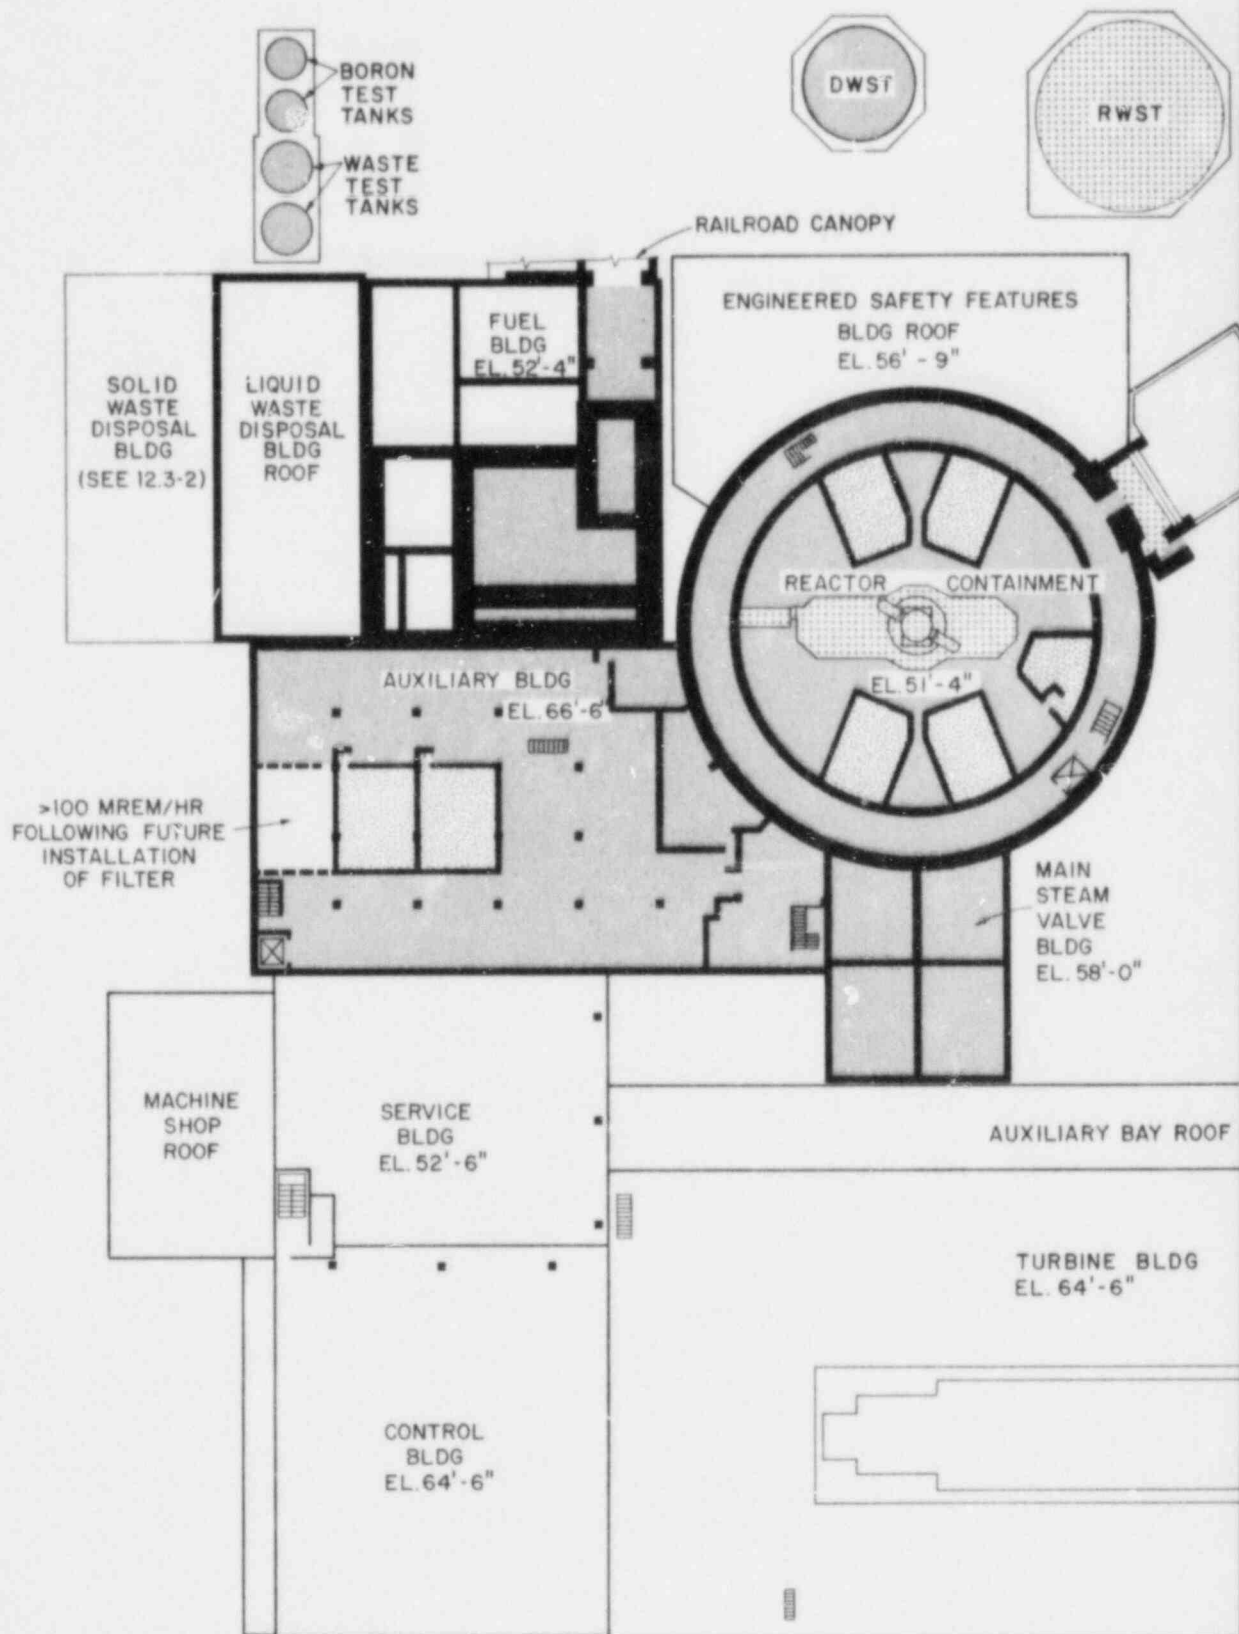 BORON
TEST
TANKS
WASTE
TEST
TANKS
DWST
RWST
RAILROAD CANOPY
SOLID
WASTE
DISPOSAL
BLDG
(SEE 12.3-2)
LIQUID
WASTE
DISPOSAL
BLDG
ROOF
FUEL
BLDG
EL. 52'-4"
ENGINEERED SAFETY FEATURES
BLDG ROOF
EL. 56'-9"
REACTOR CONTAINMENT
EL. 51'-4"
AUXILIARY BLDG
EL. 66'-6"
>100 MREM/HR
FOLLOWING FUTURE
INSTALLATION
OF FILTER
MAIN
STEAM
VALVE
BLDG
EL. 58'-0"
MACHINE
SHOP
ROOF
SERVICE
BLDG
EL. 52'-6"
AUXILIARY BAY ROOF
TURBINE BLDG
EL. 64'-6"
CONTROL
BLDG
EL. 64'-6"